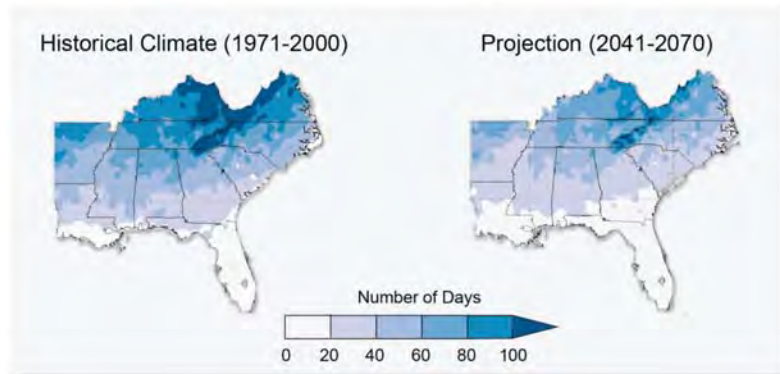 Historical Climate (1971-2000)
Projection (2041-2070)
Number of Days
0 20 40 60 80 100